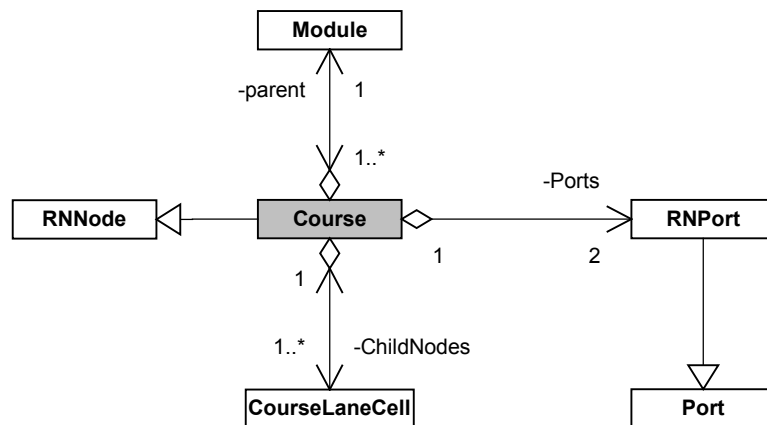 Module
-parent 1
1..*
-Ports
RNNode Course RNPort
1 1 2
1..* -ChildNodes
CourseLaneCell Port